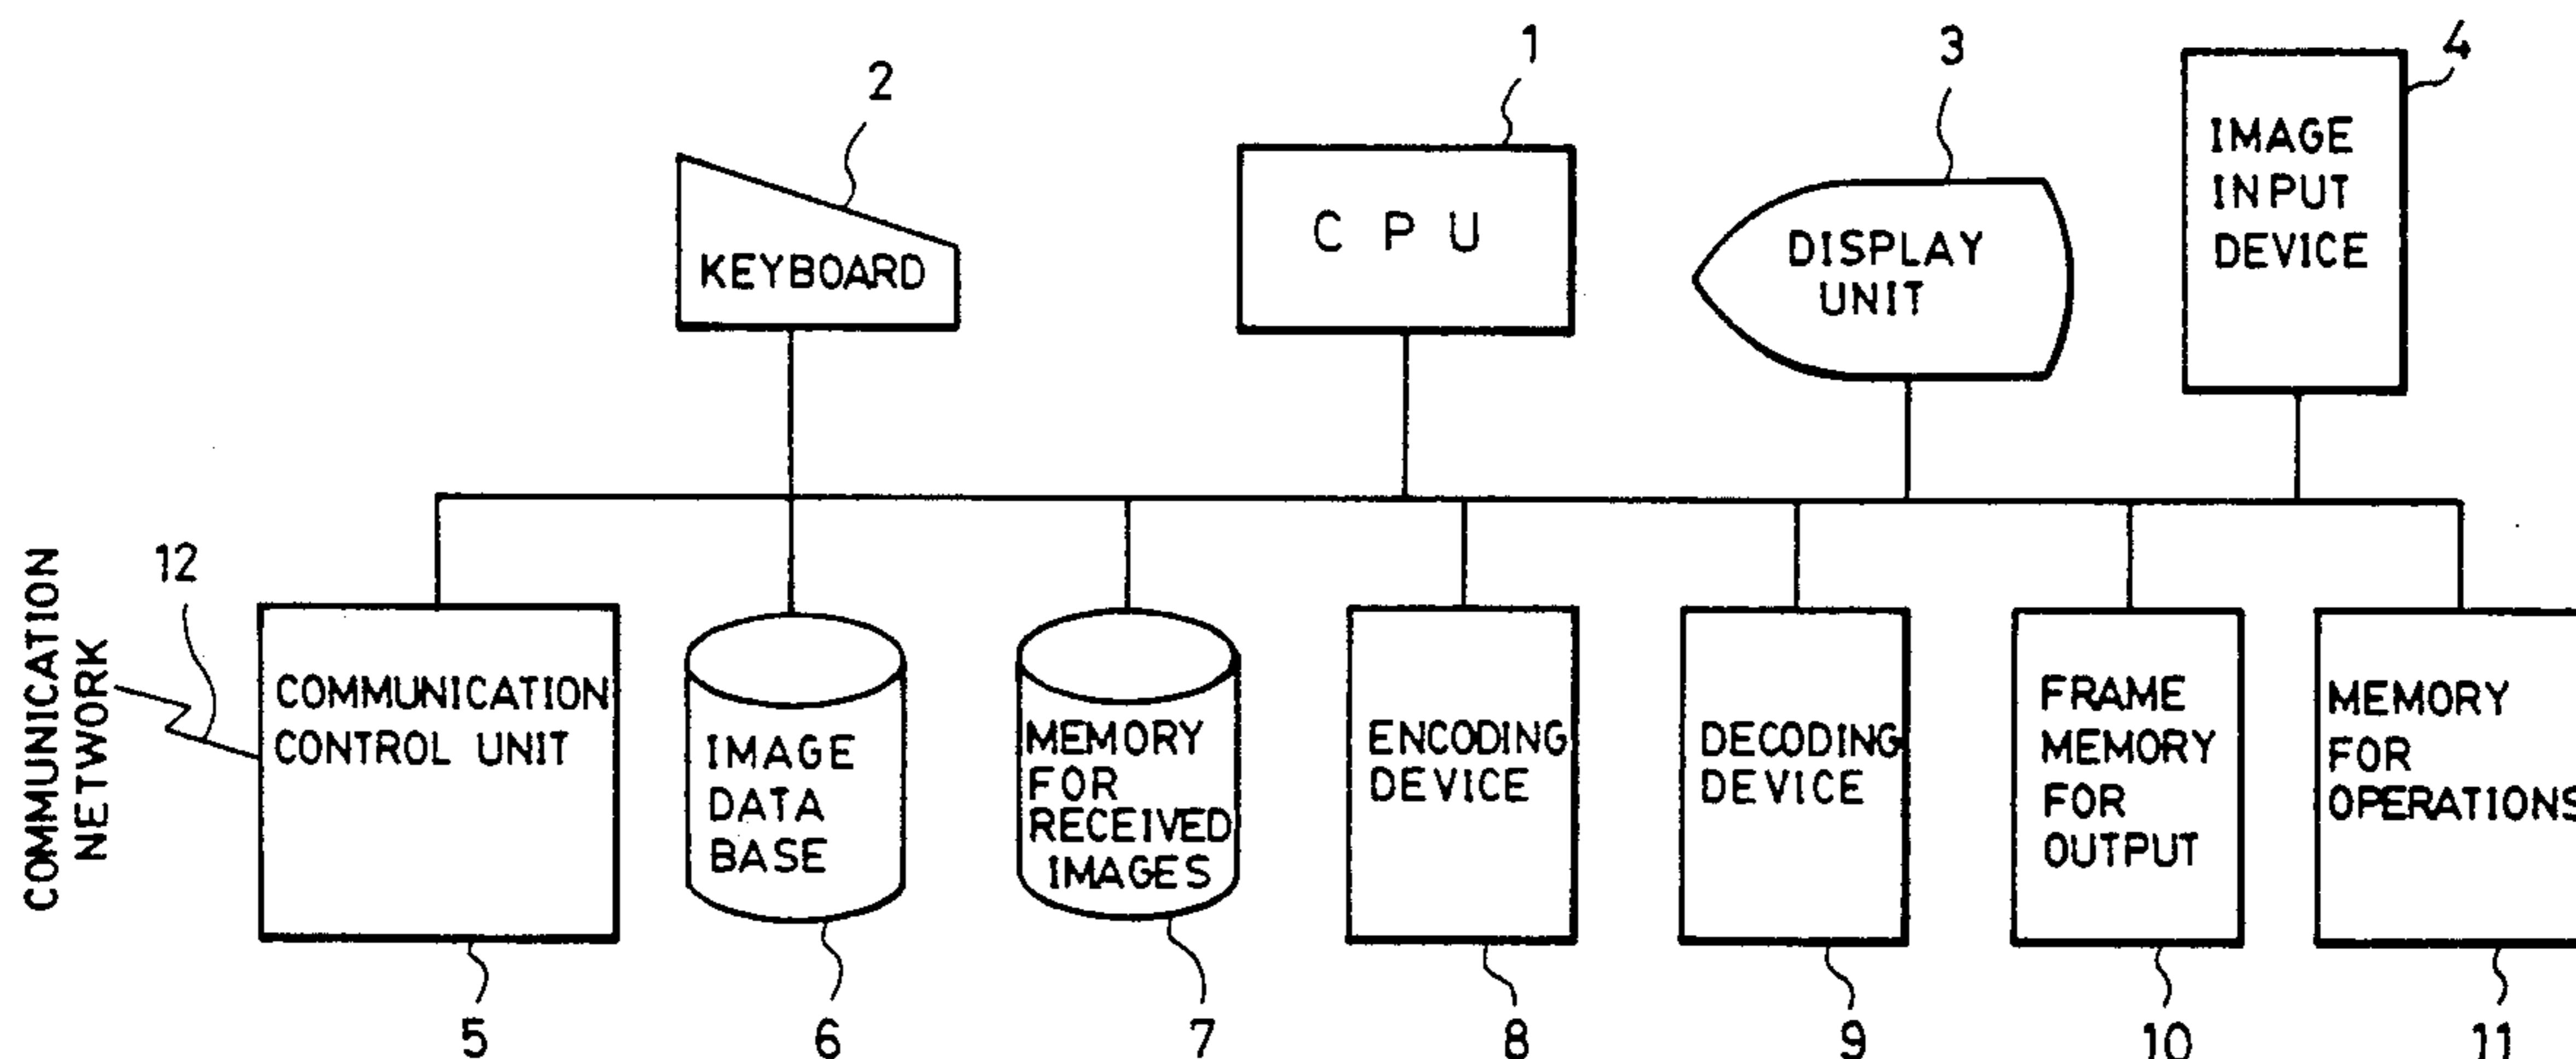 1
2
3
4
KEYBOARD
C P U
DISPLAY
UNIT
IMAGE
INPUT
DEVICE
COMMUNICATION
NETWORK
12
COMMUNICATION
CONTROL UNIT
IMAGE
DATA
BASE
MEMORY
FOR
RECEIVED
IMAGES
ENCODING
DEVICE
DECODING
DEVICE
FRAME
MEMORY
FOR
OUTPUT
MEMORY
FOR
OPERATIONS
5
6
7
8
9
10
11